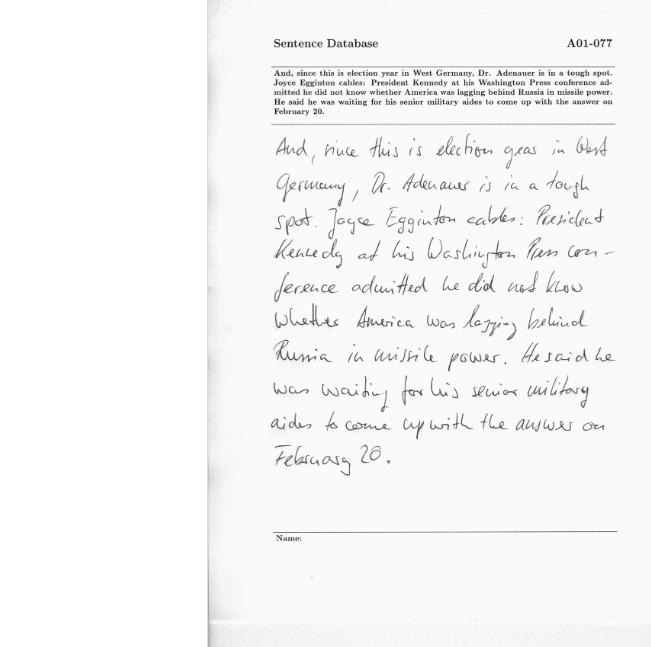 Sentence Database A01-077
And, since this is election year in West Germany, Dr. Adenauer is in a tough spot.
Joyce Egginton cables: President Kennedy at his Washington Press conference ad-
mitted he did not know whether America was lagging behind Russia in missile power.
He said he was waiting for his senior military aides to come up with the answer on
February 20.
And, since this is election year in West
Germany, Dr. Adenauer is in a tough
spot. Joyce Egginton cables: President
Kennedy at his Washington Press con-
ference admitted he did not know
whether America was lagging behind
Russia in missile power. He said he
was waiting for his senior military
aides to come up with the answer on
February 20.
Name: